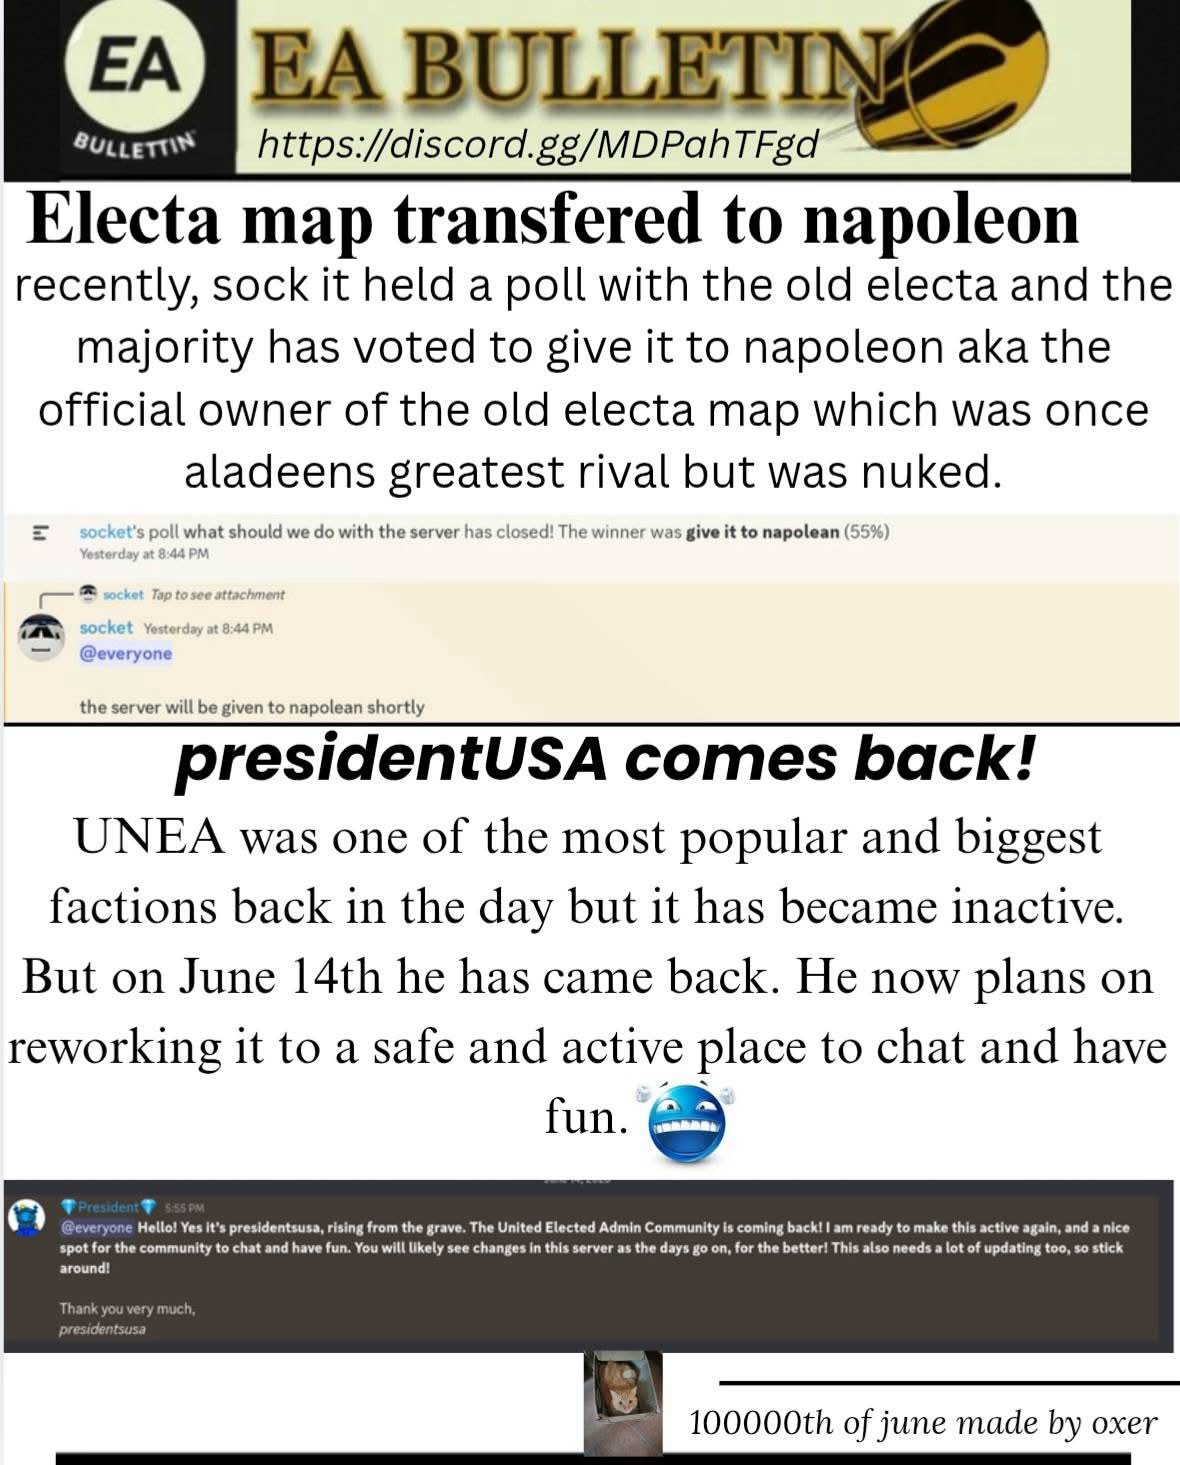 EA
BULLETTIN
EA BULLETIN
https://discord.gg/MDPahTFgd
Electa map transfered to napoleon
recently, sock it held a poll with the old electa and the
majority has voted to give it to napoleon aka the
official owner of the old electa map which was once
aladeens greatest rival but was nuked.
socket's poll what should we do with the server has closed! The winner was give it to napolean (55%)
Yesterday at 8:44 PM
socket Tap to see attachment
socket Yesterday at 8:44 PM
@everyone
the server will be given to napolean shortly
presidentUSA comes back!
UNEA was one of the most popular and biggest
factions back in the day but it has became inactive.
But on June 14th he has came back. He now plans on
reworking it to a safe and active place to chat and have
fun.
President 5:55 PM
@everyone Hello! Yes it's presidentsusa, rising from the grave. The United Elected Admin Community is coming back! I am ready to make this active again, and a nice
spot for the community to chat and have fun. You will likely see changes in this server as the days go on, for the better! This also needs a lot of updating too, so stick
around!
Thank you very much,
presidentsusa
100000th of june made by oxer